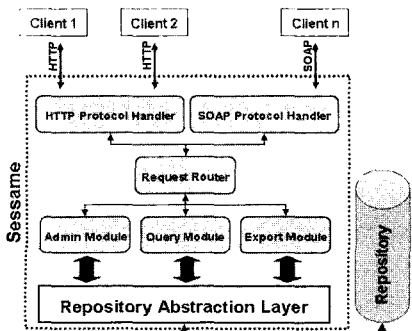 Client 1
Client 2
Client n
HTTP
HTTP
SOAP
HTTP Protocol Handler
SOAP Protocol Handler
Request Router
Sessame
Admin Module
Query Module
Export Module
Repository
Repository Abstraction Layer